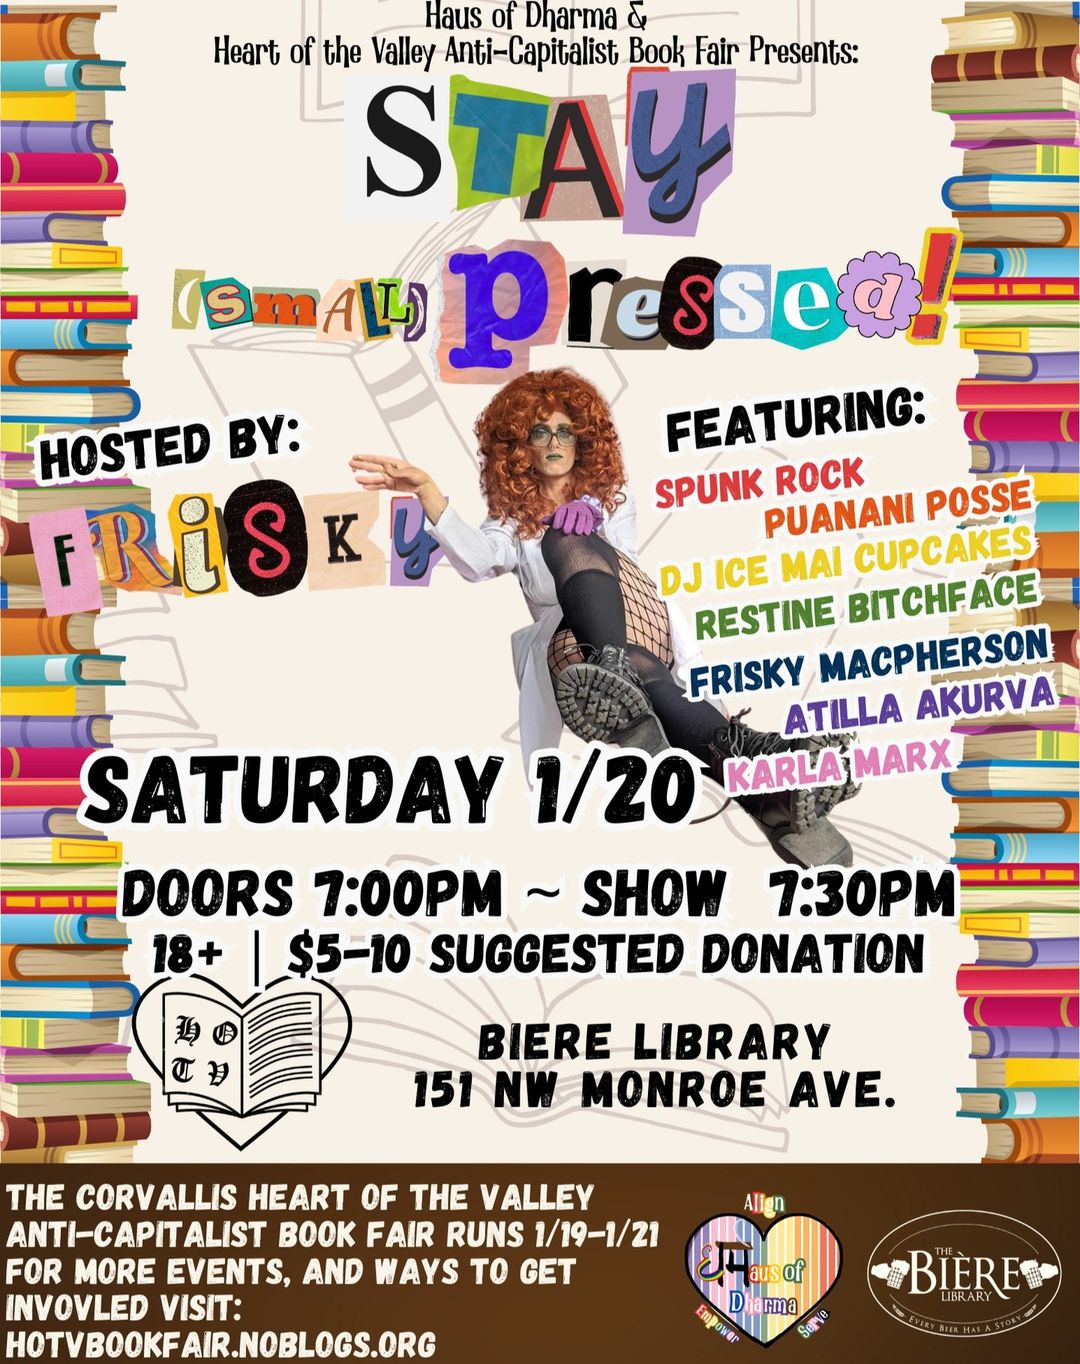 Haus of Dharma &
Heart of the Valley Anti-Capitalist Book Fair Presents:
STAY
(SmALL) pressed!
HOSTED BY:
FRiSKy
FEATURING:
SPUNK ROCK
PUANANI POSSE
DJ ICE MAI CUPCAKES
RESTINE BITCHFACE
FRISKY MACPHERSON
ATILLA AKURVA
KARLA MARX
SATURDAY 1/20
DOORS 7:00PM ~ SHOW 7:30PM
18+ | $5-10 SUGGESTED DONATION
H O
T V
BIERE LIBRARY
151 NW MONROE AVE.
THE CORVALLIS HEART OF THE VALLEY
ANTI-CAPITALIST BOOK FAIR RUNS 1/19-1/21
FOR MORE EVENTS, AND WAYS TO GET
INVOVLED VISIT:
HOTVBOOKFAIR.NOBLOGS.ORG
Align
Haus of
Dharma
Empower
Serve
THE
BIÈRE
LIBRARY
EVERY BEER HAS A STORY